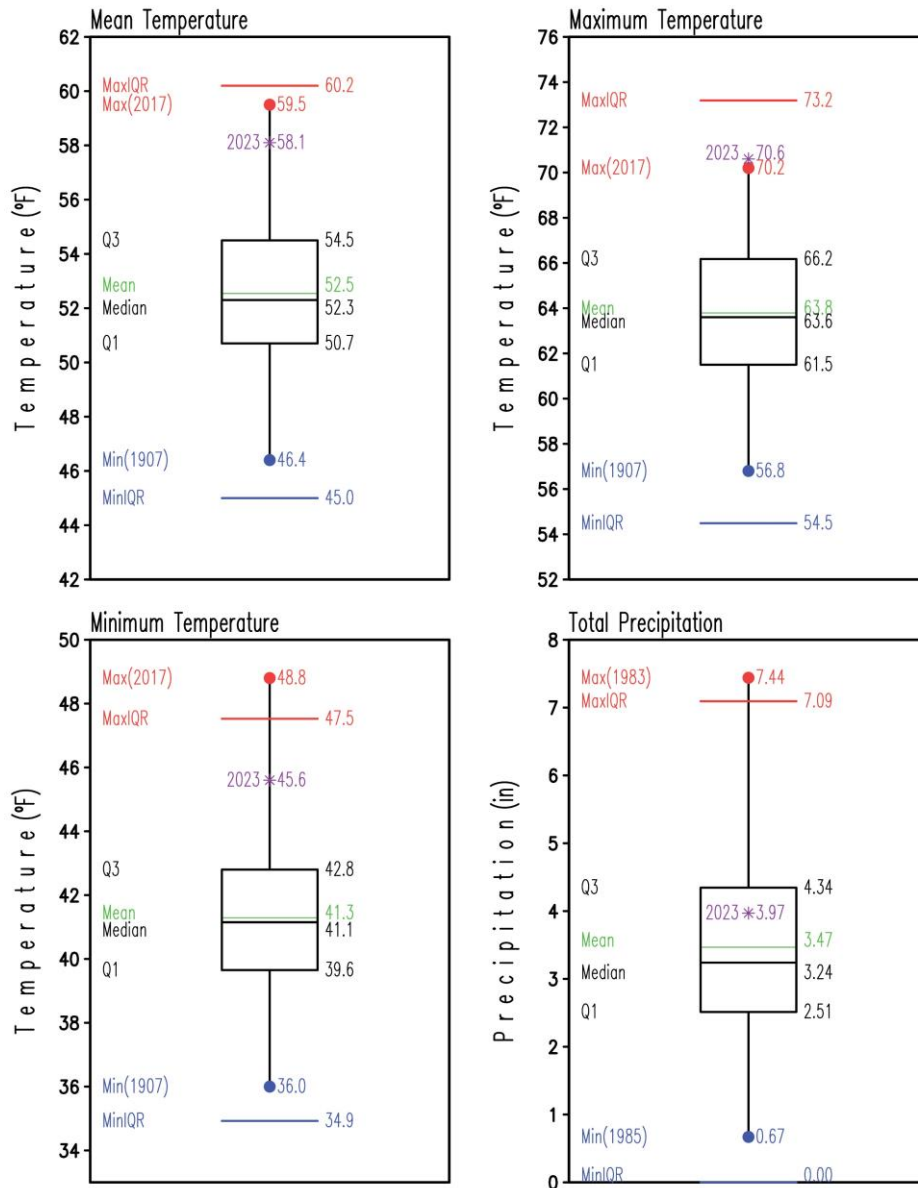 Mean Temperature
Temperature(°F)
62
60
58
56
54
52
50
48
46
44
42
MaxIQR 60.2
Max(2017) 59.5
2023 58.1
Q3 54.5
Mean 52.5
Median 52.3
Q1 50.7
Min(1907) 46.4
MinIQR 45.0
Maximum Temperature
Temperature(°F)
76
74
72
70
68
66
64
62
60
58
56
54
52
MaxIQR 73.2
2023 70.6
Max(2017) 70.2
Q3 66.2
Mean 63.8
Median 63.6
Q1 61.5
Min(1907) 56.8
MinIQR 54.5
Minimum Temperature
Temperature(°F)
50
48
46
44
42
40
38
36
34
Max(2017) 48.8
MaxIQR 47.5
2023 45.6
Q3 42.8
Mean 41.3
Median 41.1
Q1 39.6
Min(1907) 36.0
MinIQR 34.9
Total Precipitation
Precipitation(in)
8
7
6
5
4
3
2
1
0
Max(1983) 7.44
MaxIQR 7.09
Q3 4.34
2023 3.97
Mean 3.47
Median 3.24
Q1 2.51
Min(1985) 0.67
MinIQR 0.00